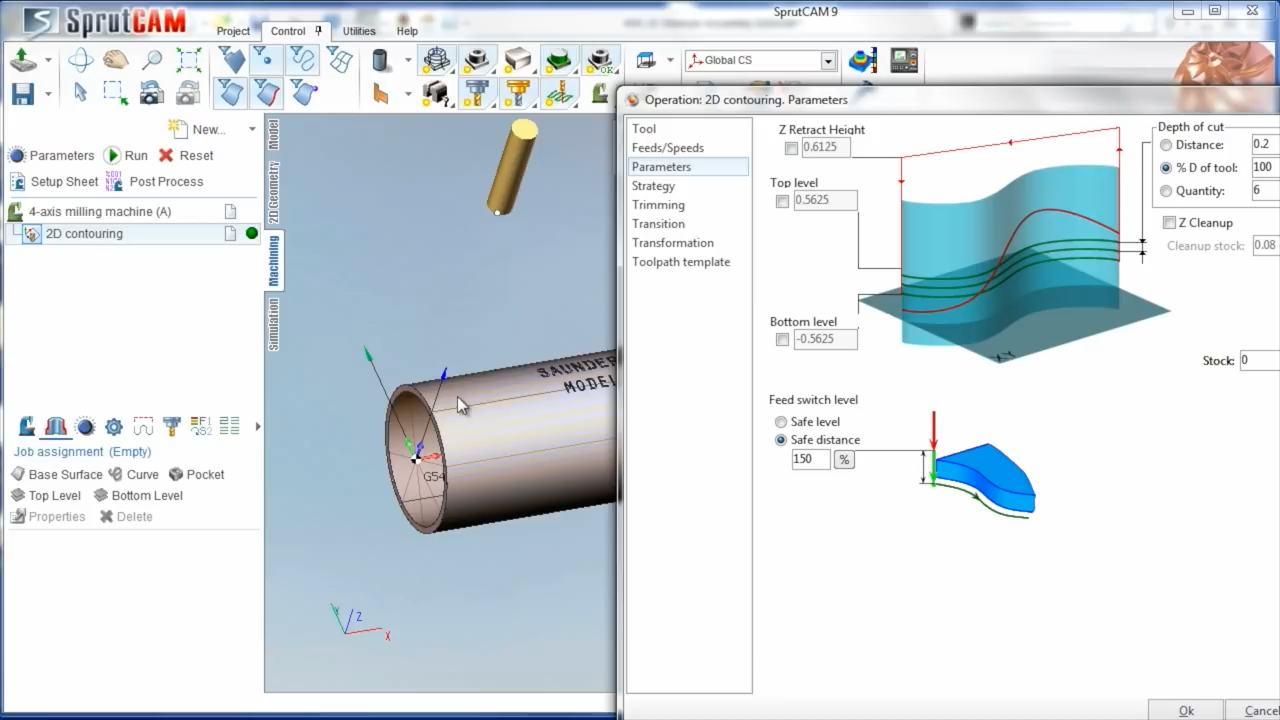 SprutCAM
SprutCAM 9
Project
Control
Utilities
Help
Global CS
OK
New...
Parameters
Run
Reset
Setup Sheet
Post Process
4-axis milling machine (A)
2D contouring
Model
2D Geometry
Machining
Simulation
Job assignment (Empty)
Base Surface
Curve
Pocket
Top Level
Bottom Level
Properties
Delete
SAUNDER
MODEL
G54
Y
Z
X
Operation: 2D contouring. Parameters
Tool
Feeds/Speeds
Parameters
Strategy
Trimming
Transition
Transformation
Toolpath template
Z Retract Height
0.6125
Top level
0.5625
Bottom level
-0.5625
XY
Feed switch level
Safe level
Safe distance
150
%
Depth of cut
Distance:
0.2
% D of tool:
100
Quantity:
6
Z Cleanup
Cleanup stock:
0.08
Stock:
0
Ok
Cance